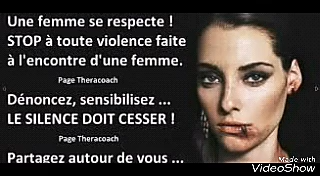 Une femme se respecte !
STOP à toute violence faite
à l'encontre d'une femme.
Page Theracoach
Dénoncez, sensibilisez ...
LE SILENCE DOIT CESSER !
Page Theracoach
Partagez autour de vous ...
Made with
VideoShow